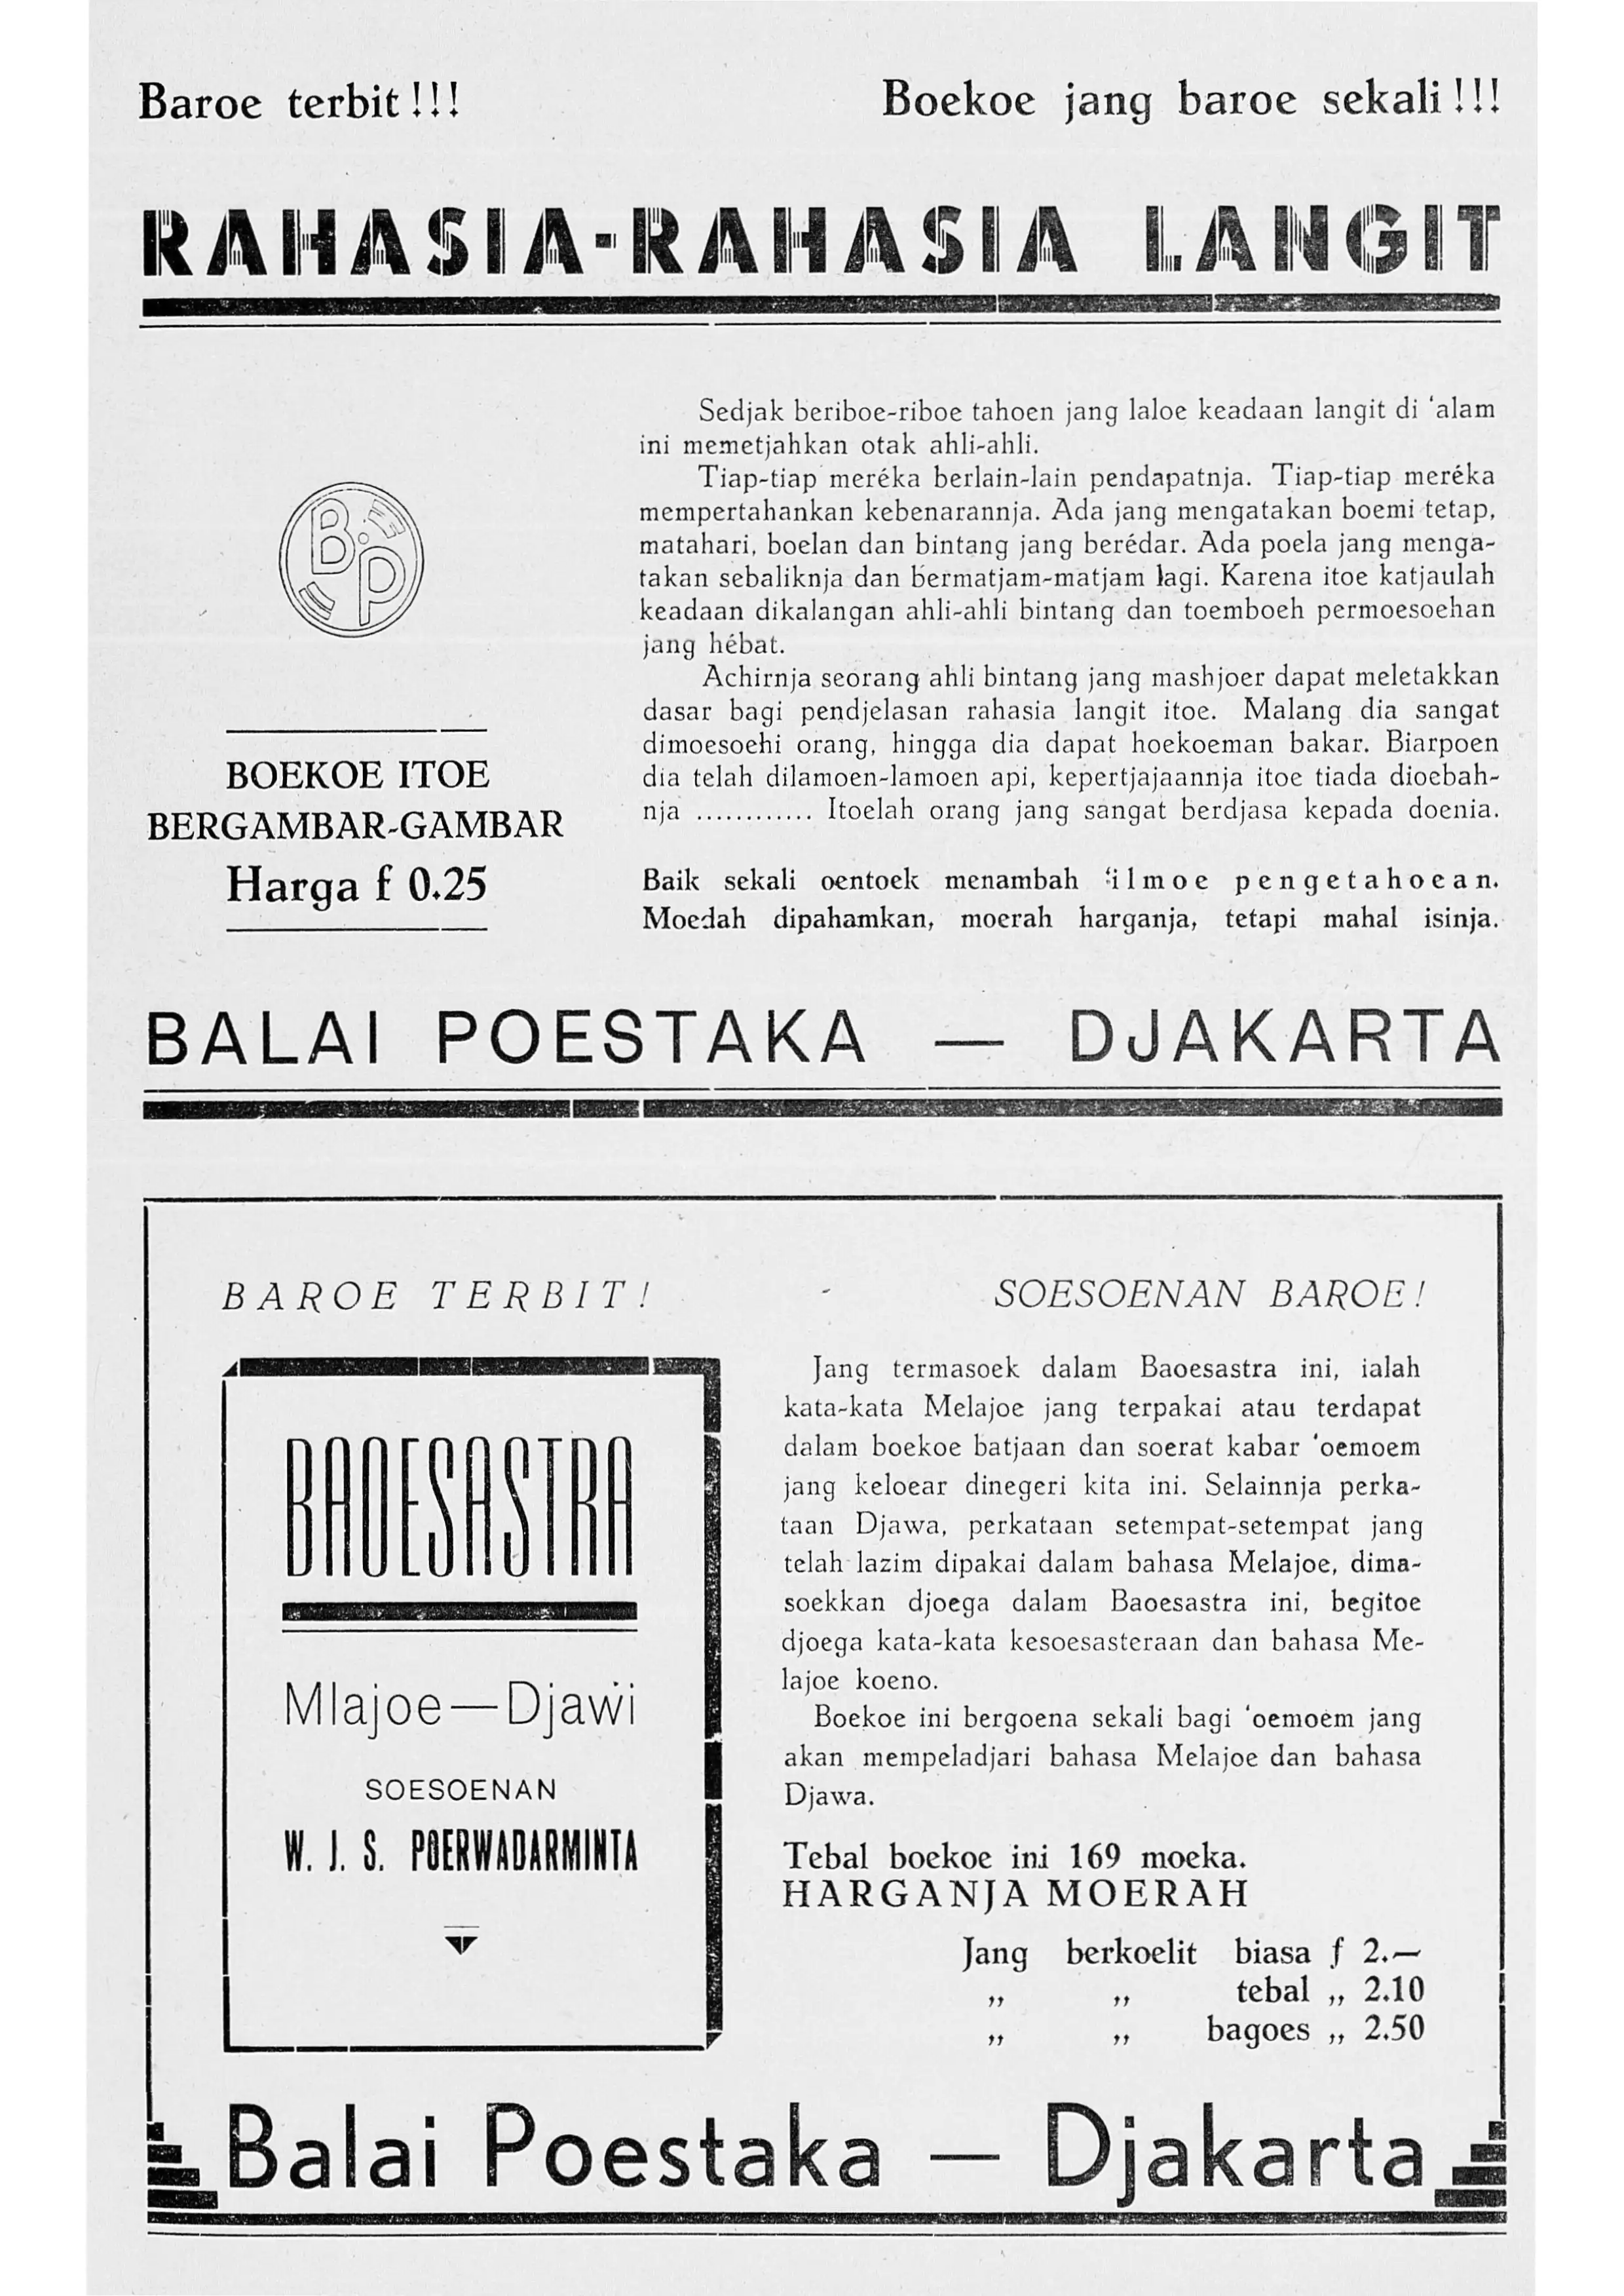 Baroe terbit!!!
Boekoe jang baroe sekali!!!
RAHASIA-RAHASIA LANGIT
B.P
BOEKOE ITOE
BERGAMBAR-GAMBAR
Harga f 0.25
Sedjak beriboe-riboe tahoen jang laloe keadaan langit di ‘alam
ini memetjahkan otak ahli-ahli.
Tiap-tiap meréka berlain-lain pendapatnja. Tiap-tiap meréka
mempertahankan kebenarannja. Ada jang mengatakan boemi tetap,
matahari, boelan dan bintang jang berédar. Ada poela jang menga-
takan sebaliknja dan bermatjam-matjam lagi. Karena itoe katjaulah
keadaan dikalangan ahli-ahli bintang dan toemboeh permoesoehan
jang hébat.
Achirnja seorang ahli bintang jang mashjoer dapat meletakkan
dasar bagi pendjelasan rahasia langit itoe. Malang dia sangat
dimoesoehi orang, hingga dia dapat hoekoeman bakar. Biarpoen
dia telah dilamoen-lamoen api, kepertjajaannja itoe tiada dioebah-
nja ............ Itoelah orang jang sangat berdjasa kepada doenia.
Baik sekali oentoek menambah ‘ilmoe pengetahoean.
Moedah dipahamkan, moerah harganja, tetapi mahal isinja.
BALAI POESTAKA — DJAKARTA
BAROE TERBIT!
SOESOENAN BAROE!
BAOESASTRA
Mlajoe—Djawi
SOESOENAN
W. J. S. POERWADARMINTA
Jang termasoek dalam Baoesastra ini, ialah
kata-kata Melajoe jang terpakai atau terdapat
dalam boekoe batjaan dan soerat kabar ‘oemoem
jang keloear dinegeri kita ini. Selainnja perka-
taan Djawa, perkataan setempat-setempat jang
telah lazim dipakai dalam bahasa Melajoe, dima-
soekkan djoega dalam Baoesastra ini, begitoe
djoega kata-kata kesoesasteraan dan bahasa Me-
lajoe koeno.
Boekoe ini bergoena sekali bagi ‘oemoem jang
akan mempeladjari bahasa Melajoe dan bahasa
Djawa.
Tebal boekoe ini 169 moeka.
HARGANJA MOERAH
Jang berkoelit biasa f 2.—
„ „ tebal „ 2.10
„ „ bagoes „ 2.50
Balai Poestaka — Djakarta